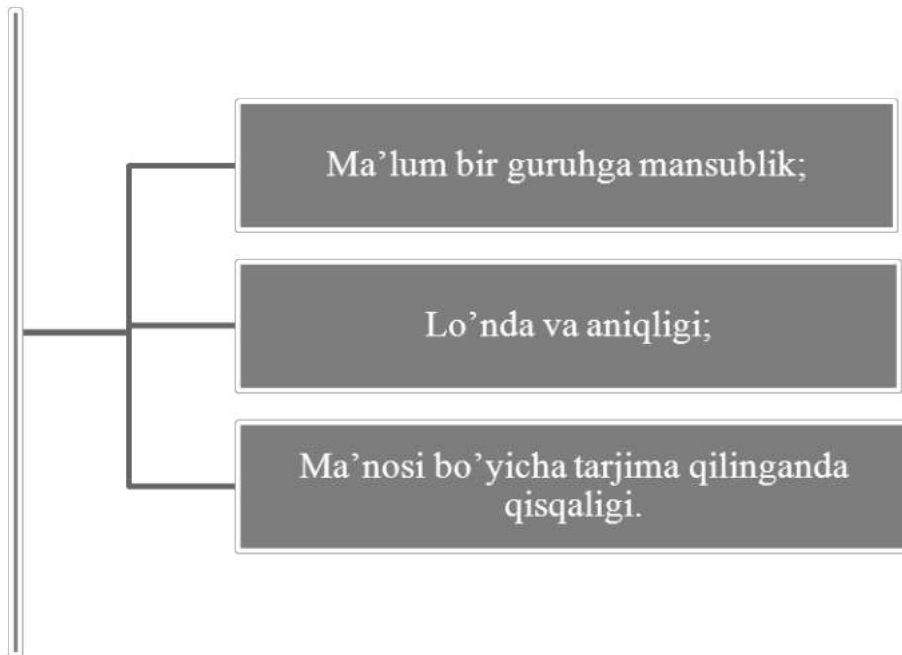 Ma’lum bir guruhga mansublik;
Lo’nda va aniqligi;
Ma’nosi bo’yicha tarjima qilinganda
qisqaligi.